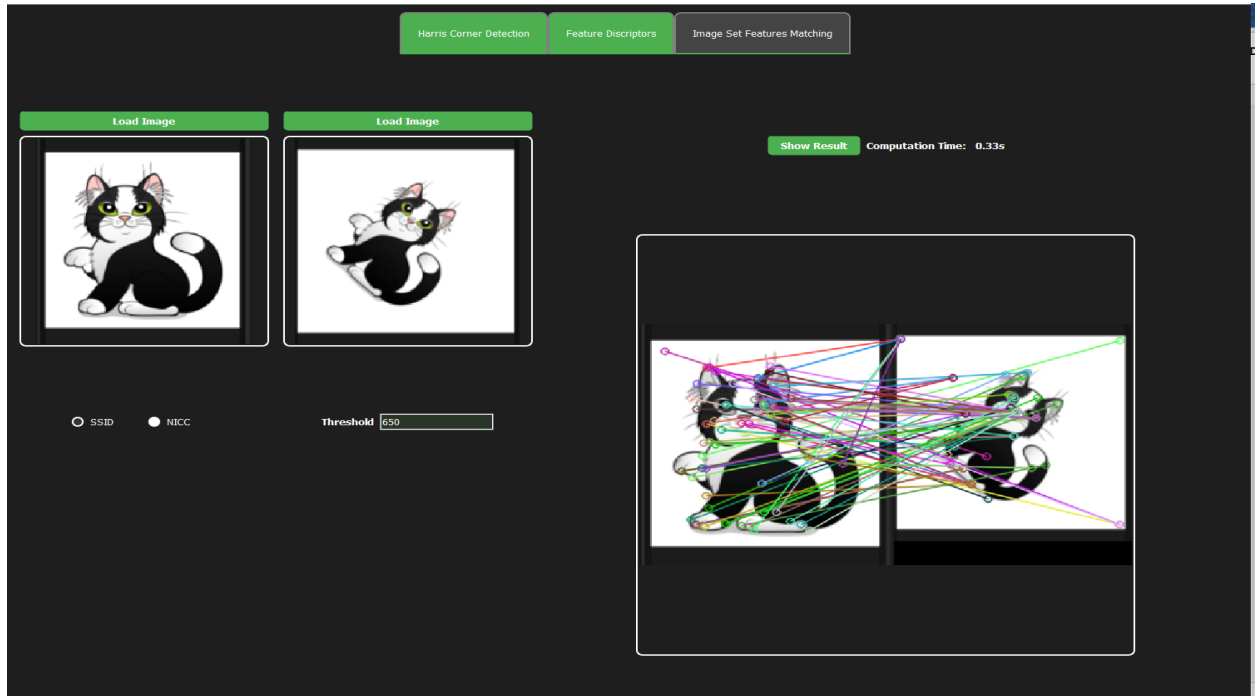 Harris Corner Detection
Feature Discriptors
Image Set Features Matching
Load Image
Load Image
Show Result
Computation Time: 0.33s
SSID
NICC
Threshold
650